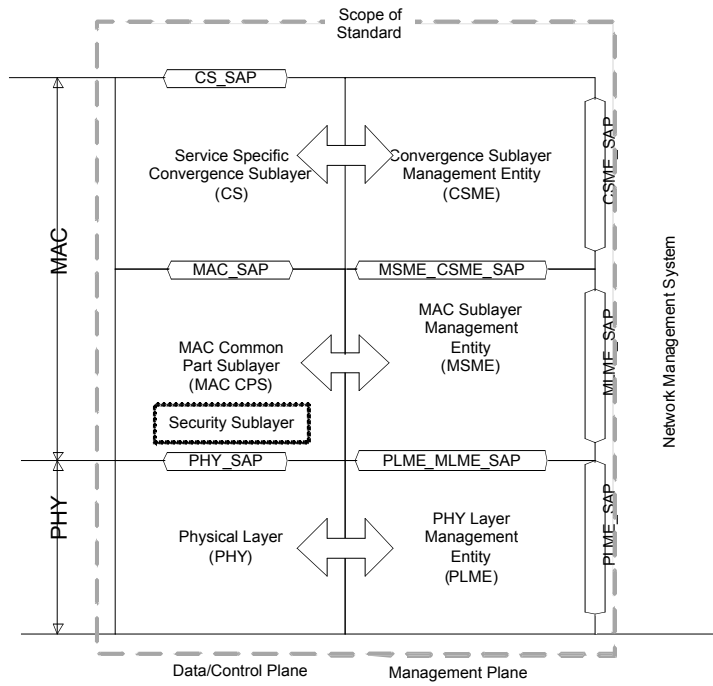 Scope of
Standard
CS_SAP
Service Specific
Convergence Sublayer
(CS)
Convergence Sublayer
Management Entity
(CSME)
CSME_SAP
MAC
MAC_SAP
MSME_CSME_SAP
MAC Common
Part Sublayer
(MAC CPS)
MAC Sublayer
Management
Entity
(MSME)
MLME_SAP
Network Management System
Security Sublayer
PHY_SAP
PLME_MLME_SAP
PHY
Physical Layer
(PHY)
PHY Layer
Management
Entity
(PLME)
PLME_SAP
Data/Control Plane
Management Plane